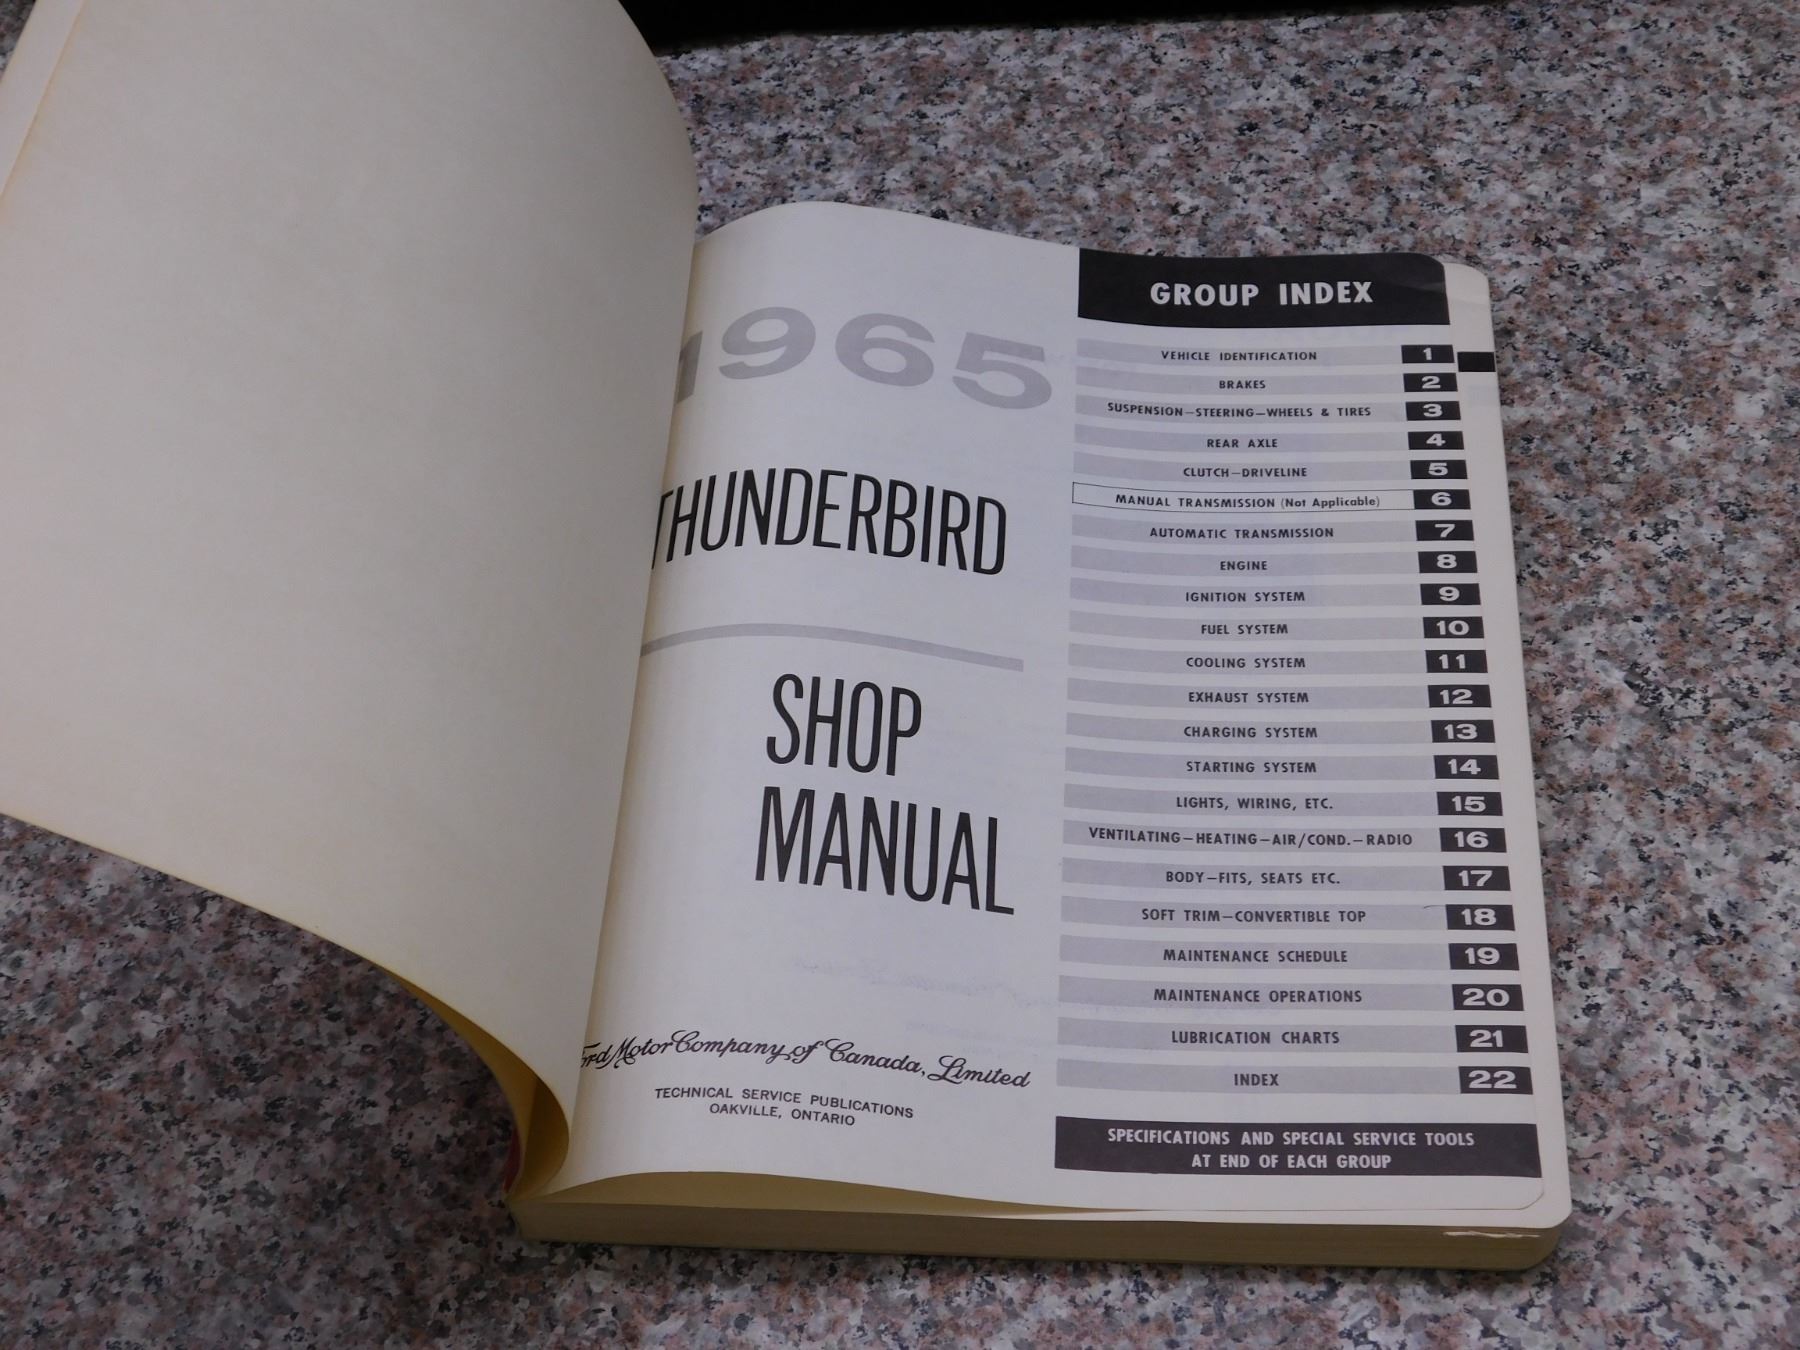 1965
THUNDERBIRD
SHOP
MANUAL
Ford Motor Company of Canada, Limited
TECHNICAL SERVICE PUBLICATIONS
OAKVILLE, ONTARIO
GROUP INDEX
VEHICLE IDENTIFICATION 1
BRAKES 2
SUSPENSION—STEERING—WHEELS & TIRES 3
REAR AXLE 4
CLUTCH—DRIVELINE 5
MANUAL TRANSMISSION (Not Applicable) 6
AUTOMATIC TRANSMISSION 7
ENGINE 8
IGNITION SYSTEM 9
FUEL SYSTEM 10
COOLING SYSTEM 11
EXHAUST SYSTEM 12
CHARGING SYSTEM 13
STARTING SYSTEM 14
LIGHTS, WIRING, ETC. 15
VENTILATING—HEATING—AIR/COND.—RADIO 16
BODY—FITS, SEATS ETC. 17
SOFT TRIM—CONVERTIBLE TOP 18
MAINTENANCE SCHEDULE 19
MAINTENANCE OPERATIONS 20
LUBRICATION CHARTS 21
INDEX 22
SPECIFICATIONS AND SPECIAL SERVICE TOOLS
AT END OF EACH GROUP